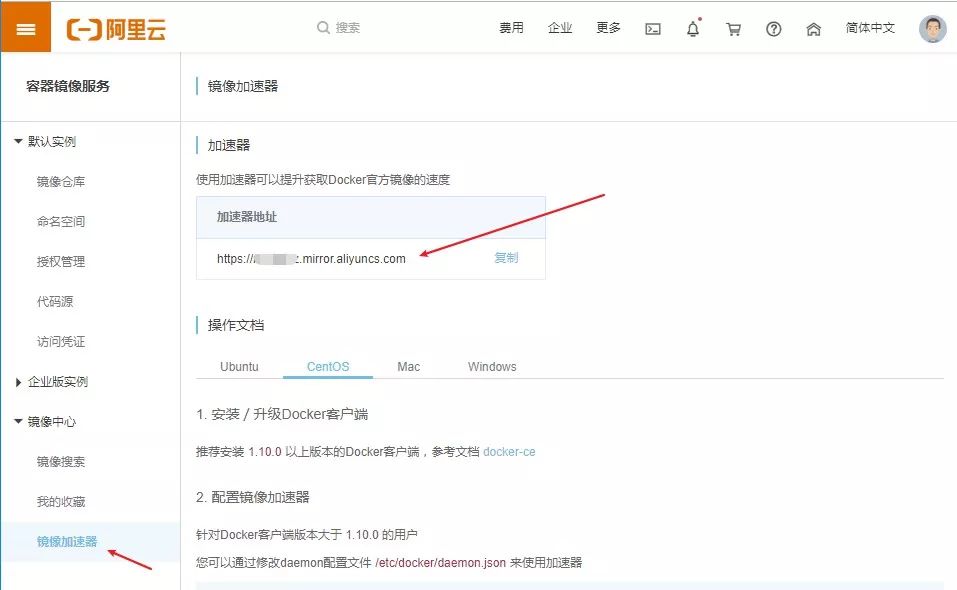 阿里云
搜索
费用 企业 更多 简体中文
容器镜像服务
默认实例
镜像仓库
命名空间
授权管理
代码源
访问凭证
企业版实例
镜像中心
镜像搜索
我的收藏
镜像加速器
镜像加速器
加速器
使用加速器可以提升获取Docker官方镜像的速度
加速器地址
https:// .mirror.aliyuncs.com 复制
操作文档
Ubuntu CentOS Mac Windows
1. 安装 / 升级Docker客户端
推荐安装 1.10.0 以上版本的Docker客户端，参考文档 docker-ce
2. 配置镜像加速器
针对Docker客户端版本大于 1.10.0 的用户
您可以通过修改daemon配置文件 /etc/docker/daemon.json 来使用加速器